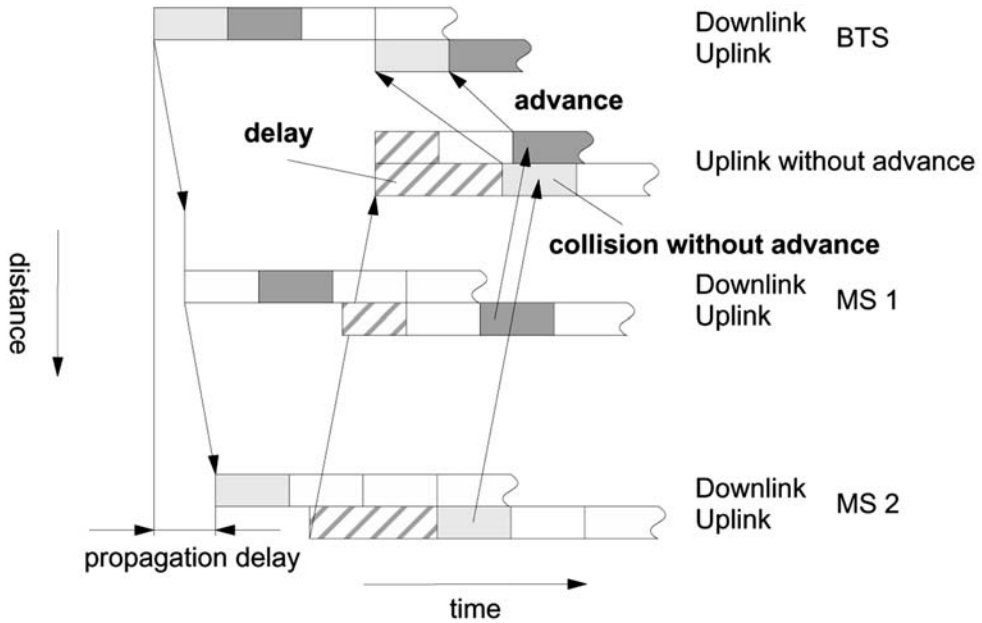 Downlink
Uplink
BTS
advance
delay
Uplink without advance
collision without advance
Downlink
Uplink
MS 1
distance
Downlink
Uplink
MS 2
propagation delay
time